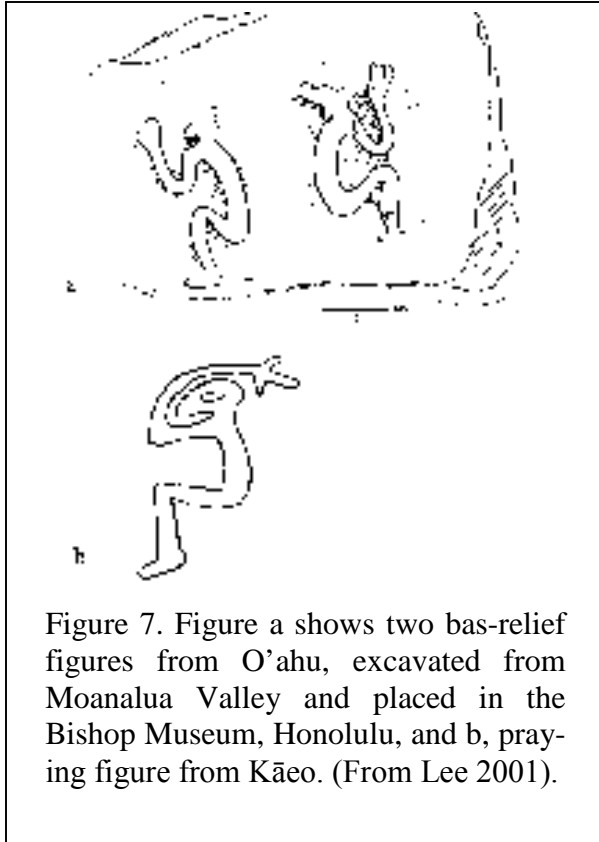 Figure 7. Figure a shows two bas-relief
figures from O’ahu, excavated from
Moanalua Valley and placed in the
Bishop Museum, Honolulu, and b, pray-
ing figure from Kāeo. (From Lee 2001).